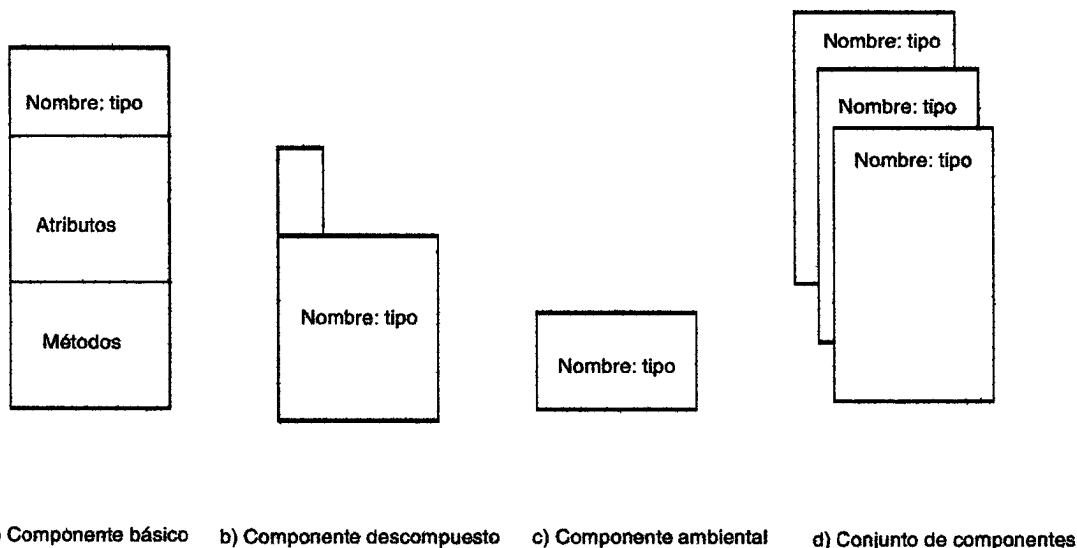 Nombre: tipo
Atributos
Métodos
Nombre: tipo
Nombre: tipo
Nombre: tipo
Nombre: tipo
Nombre: tipo
Componente básico
b) Componente descompuesto
c) Componente ambiental
d) Conjunto de componentes